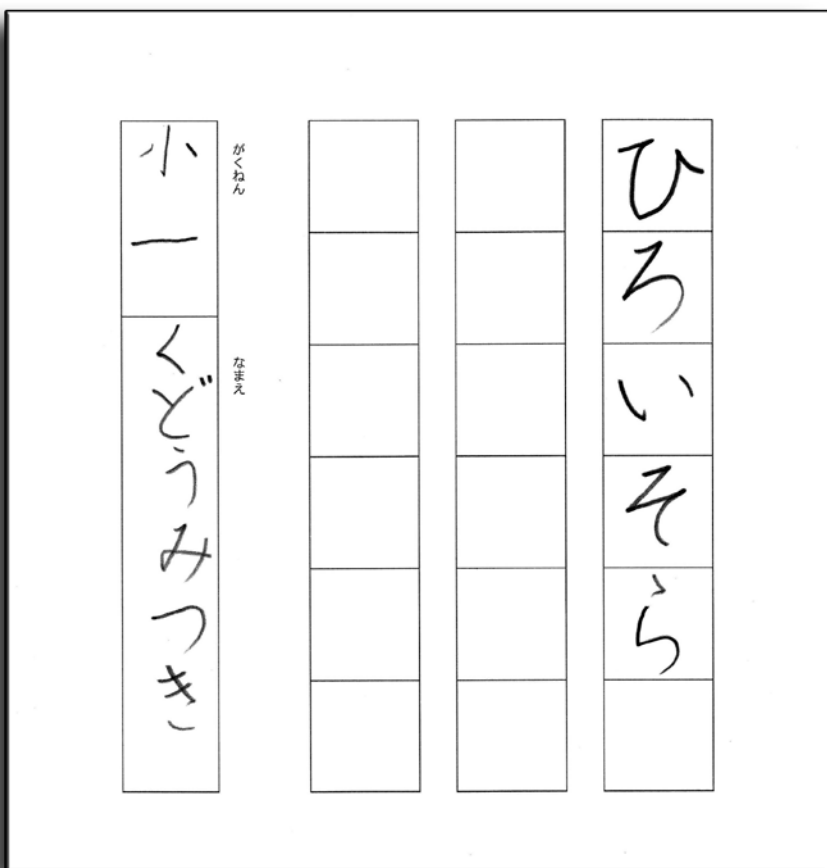 ひろいそら
がくねん
小一
なまえ
くどうみつき